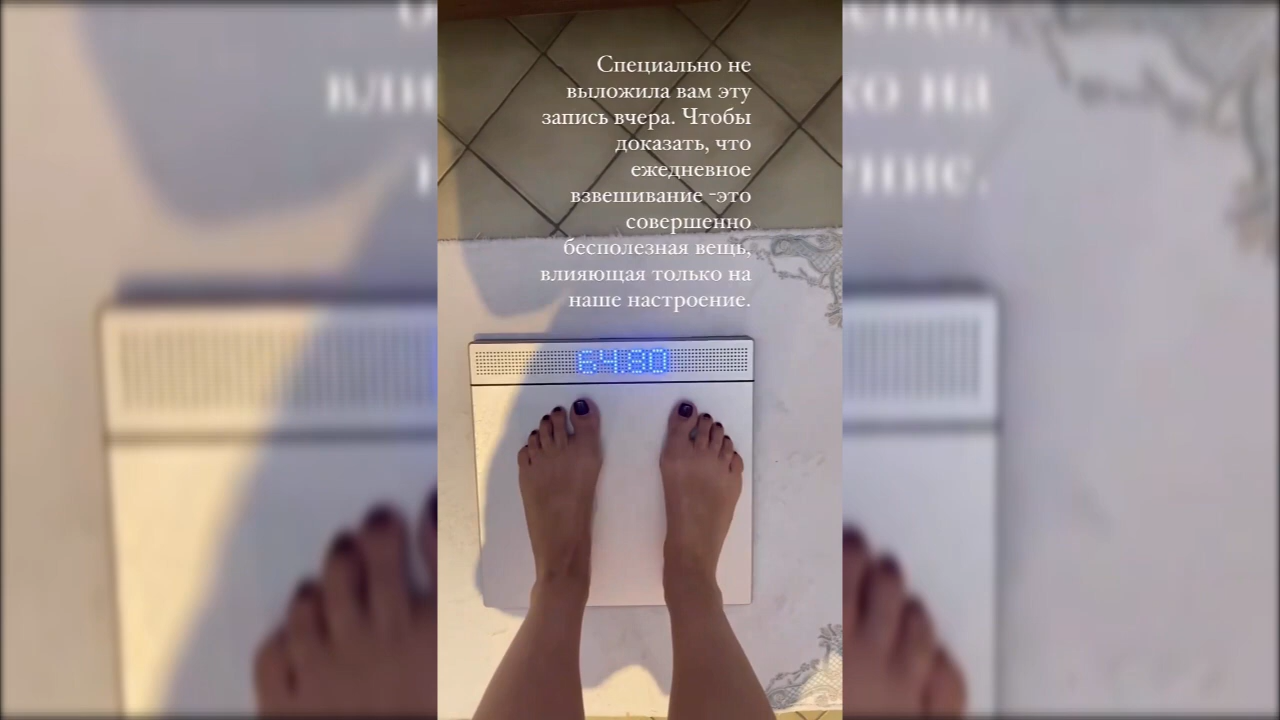 Специально не
выложила вам эту
запись вчера. Чтобы
доказать, что
ежедневное
взвешивание -это
совершенно
бесполезная вещь,
влияющая только на
наше настроение.
64.80